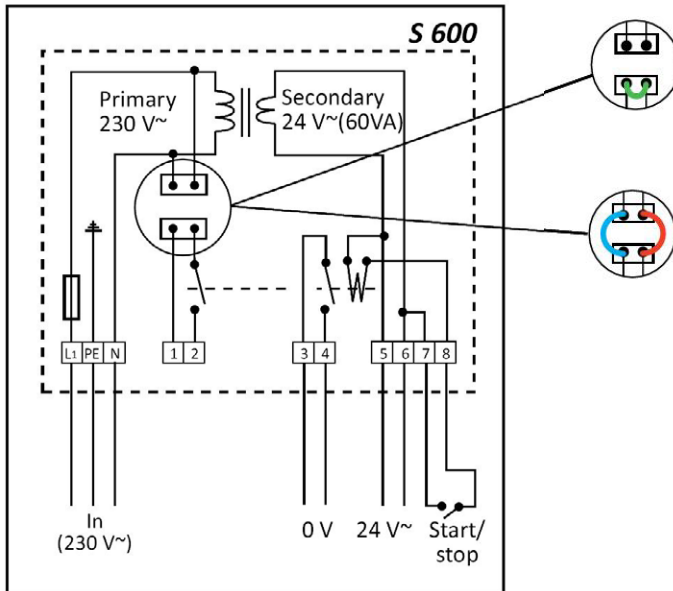 S 600
Primary
230 V~
Secondary
24 V~(60VA)
L1 PE N 1 2 3 4 5 6 7 8
In
(230 V~)
0 V
24 V~
Start/
stop